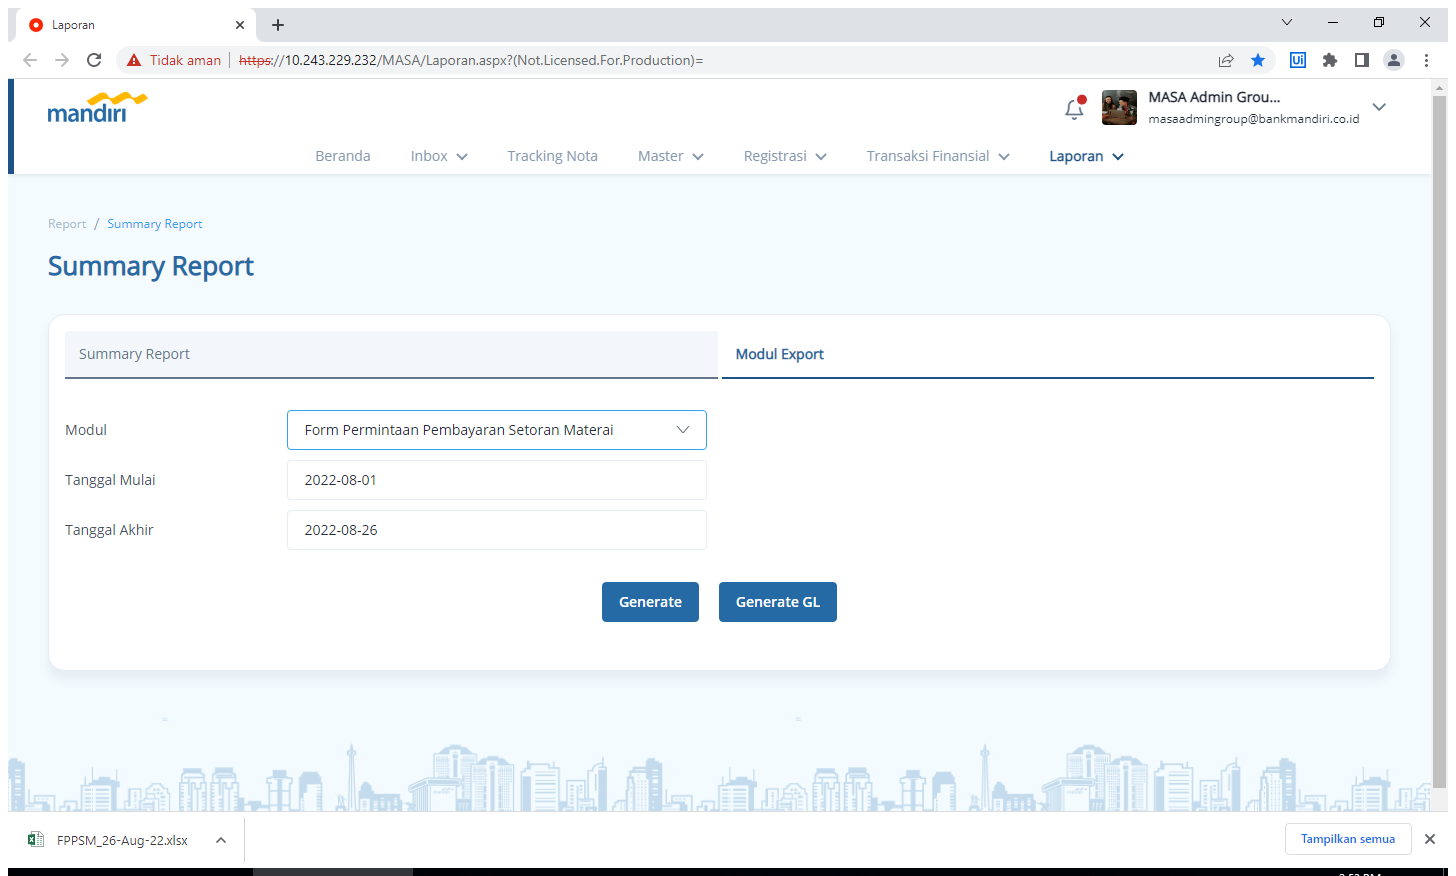 Laporan
Tidak aman
https://10.243.229.232/MASA/Laporan.aspx?(Not.Licensed.For.Production)=
Ui
mandırı
MASA Admin Grou...
masaadmingroup@bankmandiri.co.id
Beranda
Inbox
Tracking Nota
Master
Registrasi
Transaksi Finansial
Laporan
Report / Summary Report
Summary Report
Summary Report
Modul Export
Modul
Form Permintaan Pembayaran Setoran Materai
Tanggal Mulai
2022-08-01
Tanggal Akhir
2022-08-26
Generate
Generate GL
FPPSM_26-Aug-22.xlsx
Tampilkan semua